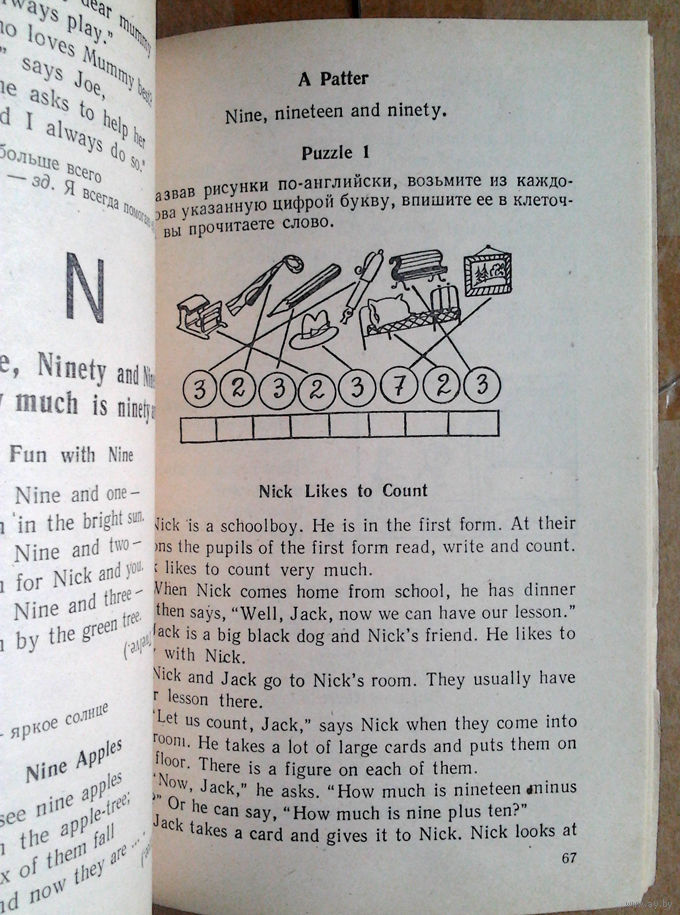 dear mummy
always play."
who loves Mummy best?
" says Joe,
asks to help her
I always do so."
больше всего
— зд. Я всегда помогаю
N
Ninety and Nine
much is ninety
Fun with Nine
Nine and one—
in the bright sun.
Nine and two—
for Nick and you.
Nine and three—
by the green tree.
- яркое солнце
Nine Apples
see nine apples
the apple-tree;
of them fall
now they are ...
A Patter
Nine, nineteen and ninety.
Puzzle 1
азвав рисунки по-английски, возьмите из каждо-
ова указанную цифрой букву, впишите ее в клеточ-
вы прочитаете слово.
3 2 3 2 3 7 2 3
Nick Likes to Count
Nick is a schoolboy. He is in the first form. At their
ons the pupils of the first form read, write and count.
likes to count very much.
When Nick comes home from school, he has dinner
then says, "Well, Jack, now we can have our lesson."
Jack is a big black dog and Nick's friend. He likes to
with Nick.
Nick and Jack go to Nick's room. They usually have
r lesson there.
"Let us count, Jack," says Nick when they come into
room. He takes a lot of large cards and puts them on
floor. There is a figure on each of them.
"Now, Jack," he asks. "How much is nineteen minus
?" Or he can say, "How much is nine plus ten?"
Jack takes a card and gives it to Nick. Nick looks at
67
www.ay.by